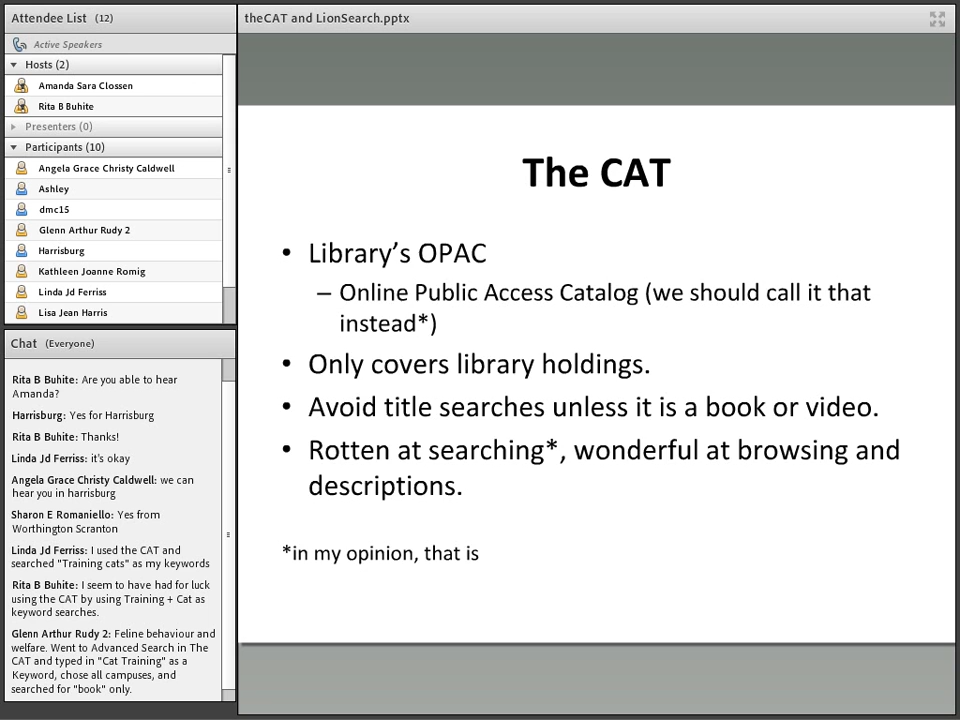 Attendee List (12)
Active Speakers
Hosts (2)
Amanda Sara Clossen
Rita B Buhite
Presenters (0)
Participants (10)
Angela Grace Christy Caldwell
Ashley
dmc15
Glenn Arthur Rudy 2
Harrisburg
Kathleen Joanne Romig
Linda Jd Ferriss
Lisa Jean Harris
Chat (Everyone)
Rita B Buhite: Are you able to hear
Amanda?
Harrisburg: Yes for Harrisburg
Rita B Buhite: Thanks!
Linda Jd Ferriss: it's okay
Angela Grace Christy Caldwell: we can
hear you in harrisburg
Sharon E Romaniello: Yes from
Worthington Scranton
Linda Jd Ferriss: I used the CAT and
searched "Training cats" as my keywords
Rita B Buhite: I seem to have had for luck
using the CAT by using Training + Cat as
keyword searches.
Glenn Arthur Rudy 2: Feline behaviour and
welfare. Went to Advanced Search in The
CAT and typed in "Cat Training" as a
Keyword, chose all campuses, and
searched for "book" only.
theCAT and LionSearch.pptx
The CAT
• Library’s OPAC
– Online Public Access Catalog (we should call it that
instead*)
• Only covers library holdings.
• Avoid title searches unless it is a book or video.
• Rotten at searching*, wonderful at browsing and
descriptions.
*in my opinion, that is